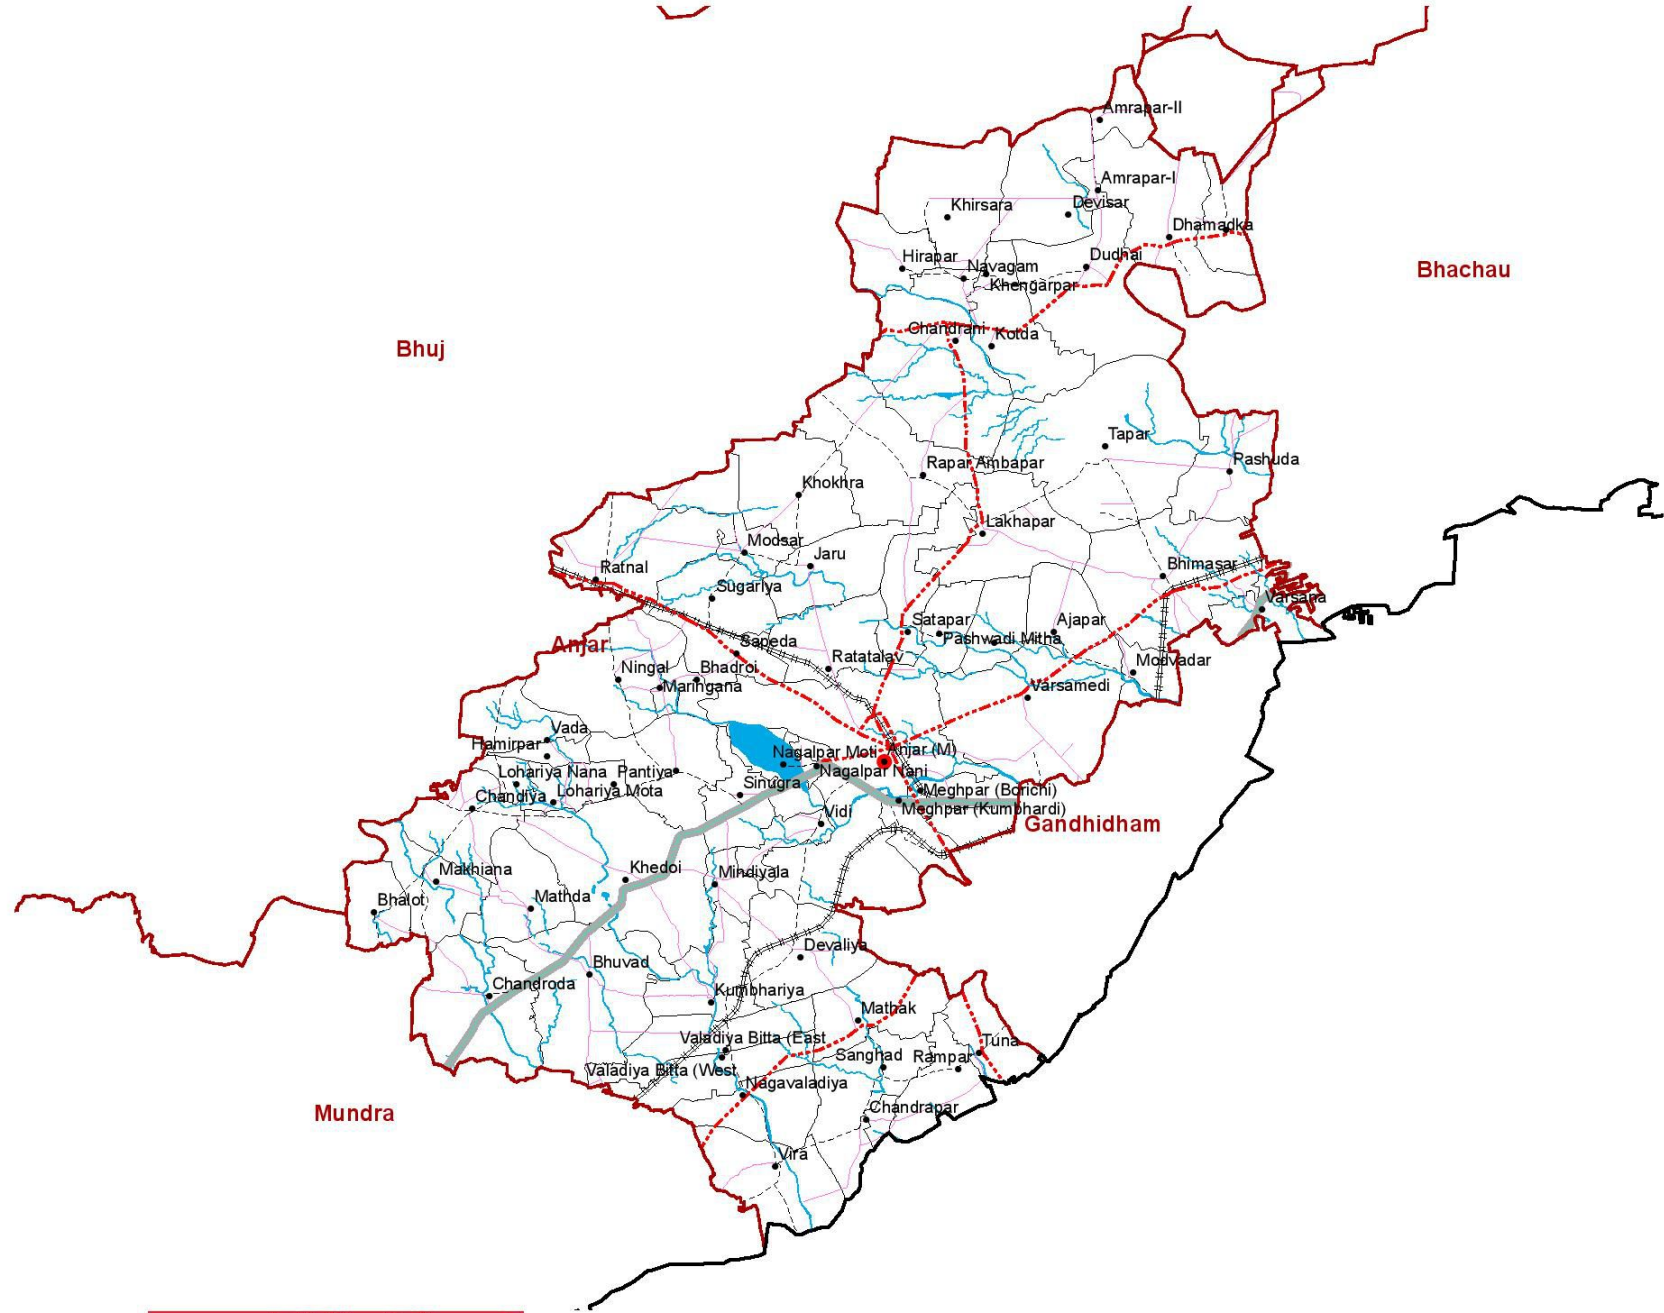 Amrapar-II
Amrapar-I
Khirsara
Devisar
Dhamadka
Hirapar
Navagam
Dudhai
Khengarpar
Bhachau
Chandrani
Kotda
Bhuj
Tapar
Rapar Ambapar
Pashuda
Khokhra
Lakhapar
Modsar
Jaru
Bhimasar
Ratnal
Sugariya
Varsana
Satapar
Ajapar
Pashwadi Mitha
Anjar
Sapeda
Ratatalav
Modvadar
Ningal
Bhadroi
Maringana
Varsamedi
Vada
Hamirpar
Nagalpar Moti
Anjar (M)
Lohariya Nana
Pantiya
Nagalpar Nani
Sinugra
Chandiya
Lohariya Mota
Meghpar (Borichi)
Meghpar (Kumbhardi)
Vidi
Gandhidham
Makhiana
Khedoi
Mindiyala
Bhalot
Mathda
Devaliya
Bhuvad
Chandroda
Kumbhariya
Mathak
Valadiya Bitta (East
Tuna
Sanghad
Rampar
Valadiya Bitta (West
Nagavaladiya
Mundra
Chandrapar
Vira